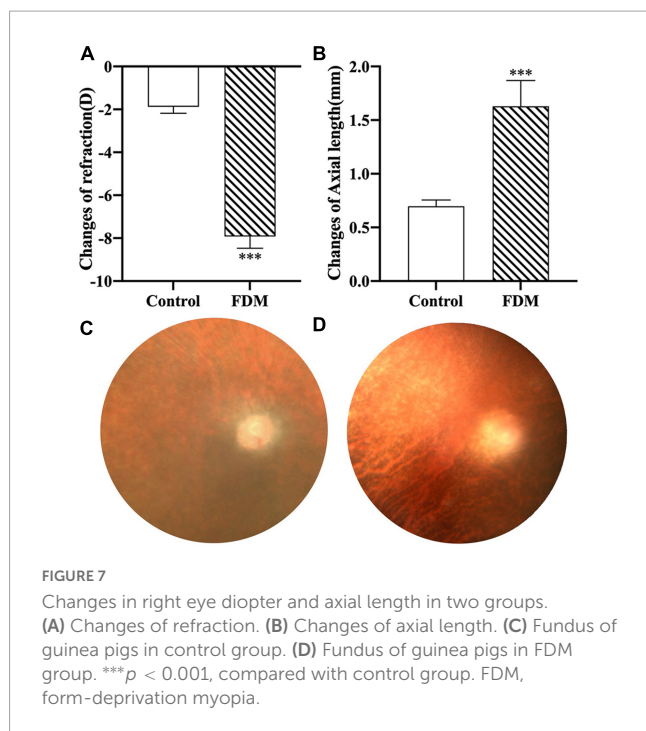 A
B
Changes of refraction(D)
0
-2
-4
-6
-8
-10
***
Control
FDM
Changes of Axial length(mm)
2.0
1.5
1.0
0.5
0.0
***
Control
FDM
C
D
FIGURE 7
Changes in right eye diopter and axial length in two groups.
(A) Changes of refraction. (B) Changes of axial length. (C) Fundus of
guinea pigs in control group. (D) Fundus of guinea pigs in FDM
group. ***p < 0.001, compared with control group. FDM,
form-deprivation myopia.